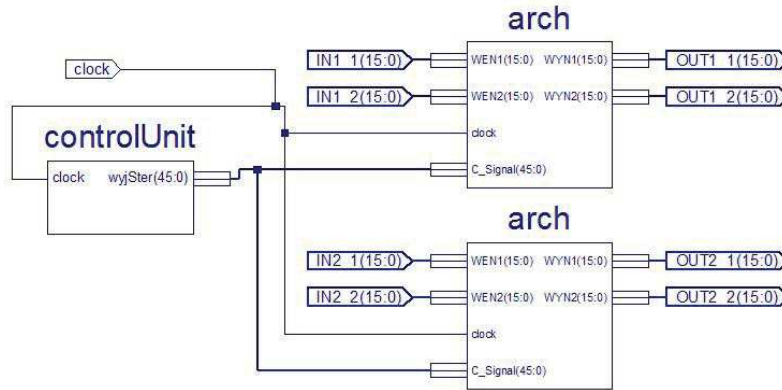 arch
IN1_1(15:0)
WEN1(15:0) WYN1(15:0)
OUT1_1(15:0)
clock
IN1_2(15:0)
WEN2(15:0) WYN2(15:0)
OUT1_2(15:0)
controlUnit
clock
clock wyjSter(45:0)
C_Signal(45:0)
arch
IN2_1(15:0)
WEN1(15:0) WYN1(15:0)
OUT2_1(15:0)
IN2_2(15:0)
WEN2(15:0) WYN2(15:0)
OUT2_2(15:0)
clock
C_Signal(45:0)